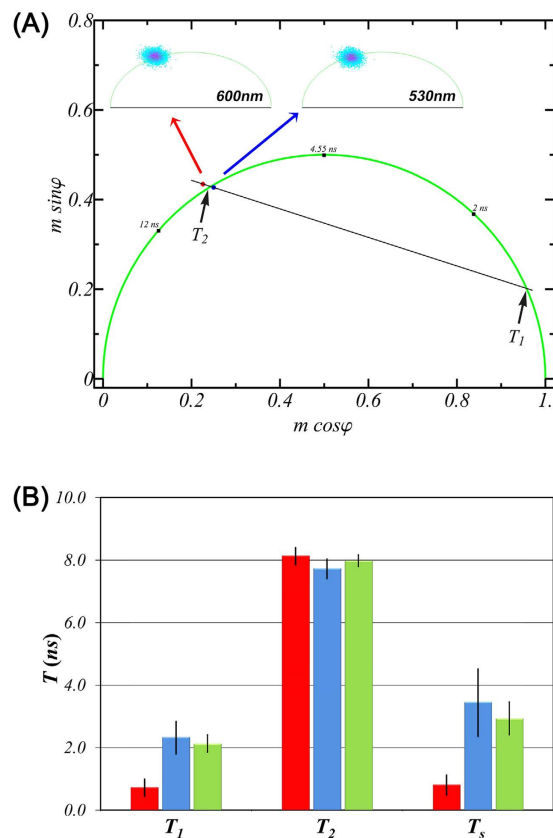 (A)
0.8
0.6
0.4
0.2
0
m sinφ
600nm
530nm
4.55 ns
12 ns
2 ns
T2
T1
0 0.2 0.4 0.6 0.8 1.
m cosφ
(B)
10.0
8.0
6.0
4.0
2.0
0.0
T (ns)
T1 T2 Ts